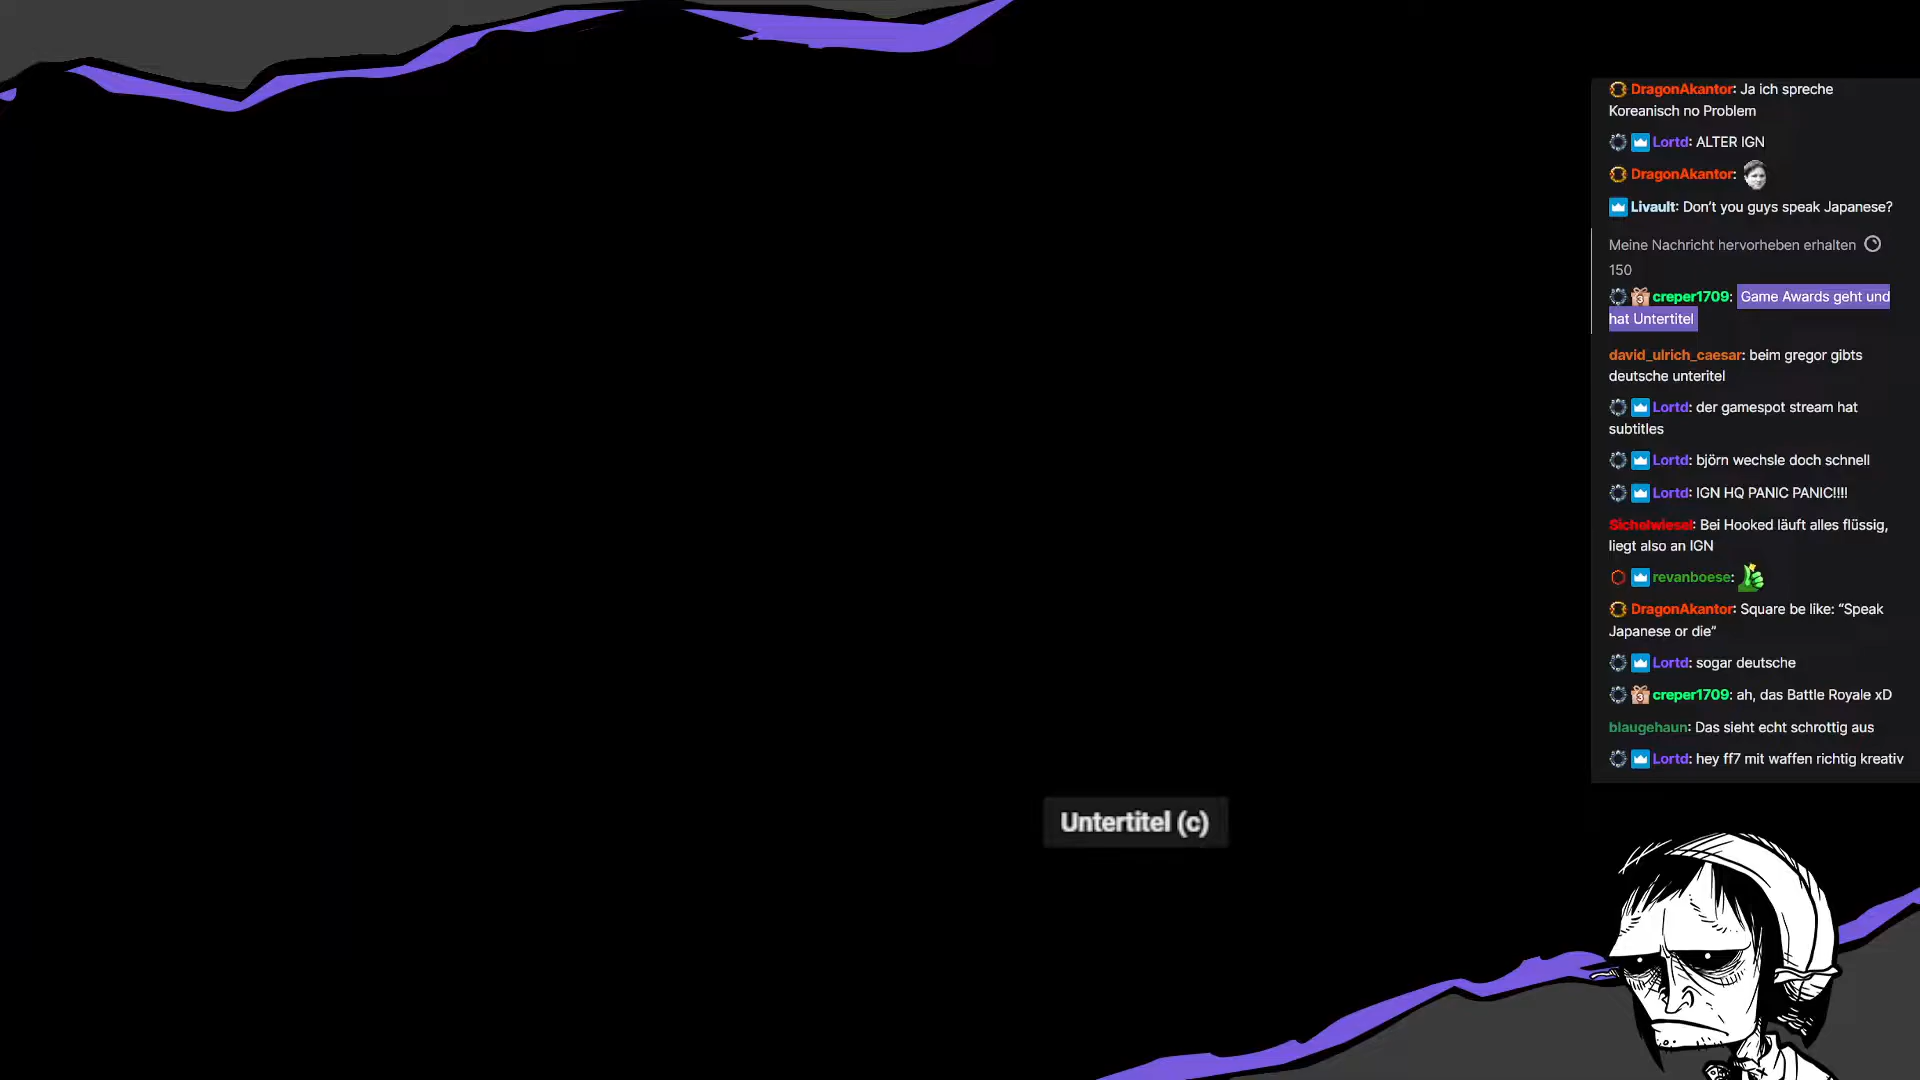 DragonAkantor: Ja ich spreche
Koreanisch no Problem
Lortd: ALTER IGN
DragonAkantor:
Livault: Don't you guys speak Japanese?
Meine Nachricht hervorheben erhalten
150
3 creper1709: Game Awards geht und
hat Untertitel
david_ulrich_caesar: beim gregor gibts
deutsche unteritel
Lortd: der gamespot stream hat
subtitles
Lortd: björn wechsle doch schnell
Lortd: IGN HQ PANIC PANIC!!!!
Sichelwiesel: Bei Hooked läuft alles flüssig,
liegt also an IGN
revanboese:
DragonAkantor: Square be like: “Speak
Japanese or die”
Lortd: sogar deutsche
3 creper1709: ah, das Battle Royale xD
blaugehaun: Das sieht echt schrottig aus
Lortd: hey ff7 mit waffen richtig kreativ
Untertitel (c)